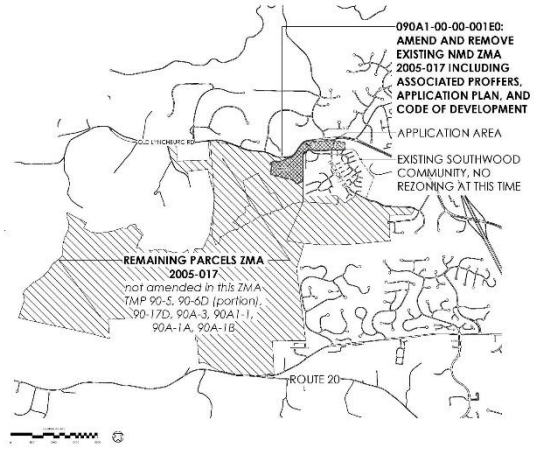 090A1-00-00-001E0:
AMEND AND REMOVE
EXISTING NMD ZMA
2005-017 INCLUDING
ASSOCIATED PROFFERS,
APPLICATION PLAN, AND
CODE OF DEVELOPMENT
APPLICATION AREA
OLD LYNCHBURG RD
EXISTING SOUTHWOOD
COMMUNITY, NO
REZONING AT THIS TIME
REMAINING PARCELS ZMA
2005-017
not amended in this ZMA
TMP 90-5, 90-6D (portion),
90-17D, 90A-3, 90A1-1,
90A-1A, 90A-1B
ROUTE 20